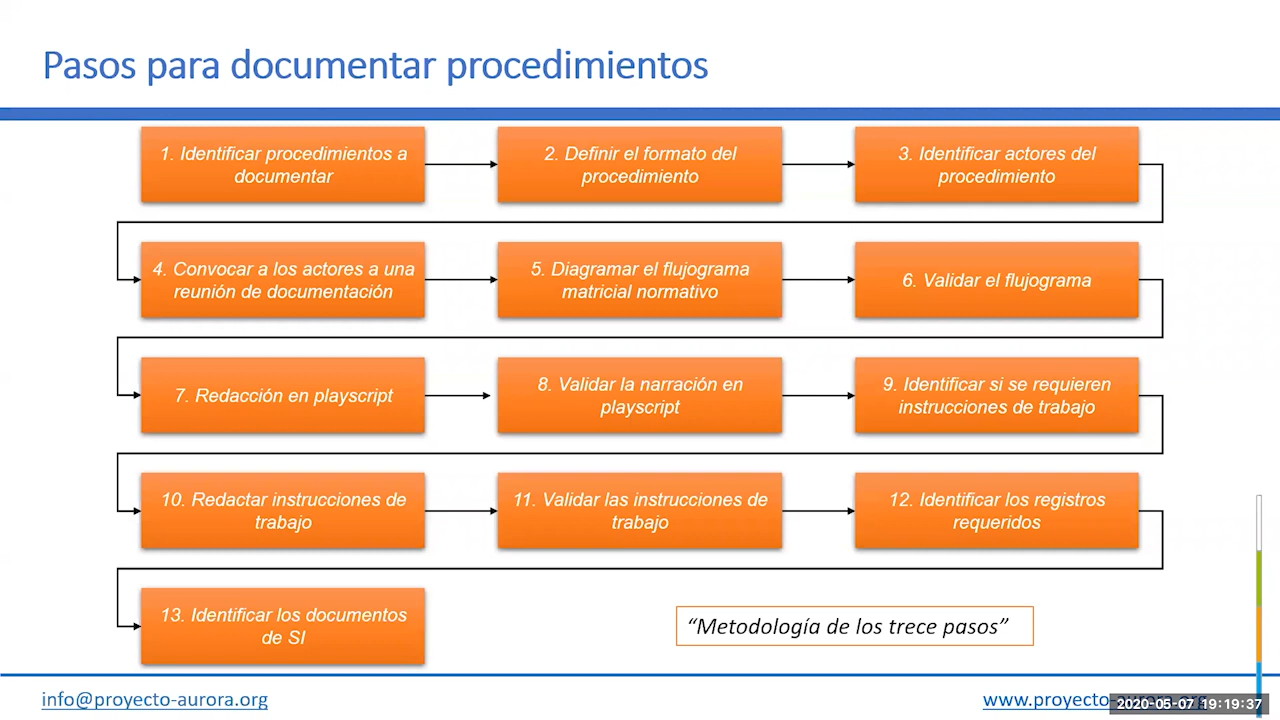 Pasos para documentar procedimientos
1. Identificar procedimientos a
documentar
2. Definir el formato del
procedimiento
3. Identificar actores del
procedimiento
4. Convocar a los actores a una
reunión de documentación
5. Diagramar el flujograma
matricial normativo
6. Validar el flujograma
7. Redacción en playscript
8. Validar la narración en
playscript
9. Identificar si se requieren
instrucciones de trabajo
10. Redactar instrucciones de
trabajo
11. Validar las instrucciones de
trabajo
12. Identificar los registros
requeridos
13. Identificar los documentos
de SI
“Metodología de los trece pasos”
info@proyecto-aurora.org
www.proyecto-aurora.org
2020-05-07 19:19:37